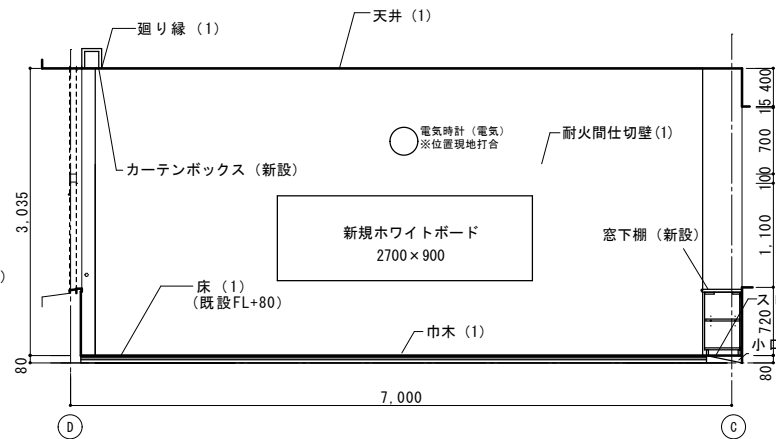 廻り縁 (1)
天井 (1)
電気時計 (電気)
※位置現地打合
耐火間仕切壁(1)
カーテンボックス (新設)
新規ホワイトボード
2700×900
窓下棚 (新設)
床 (1)
(既設FL+80)
巾木 (1)
ス
小口
)
3,035
80
400
15
700
100
1,100
720
80
7,000
D
C